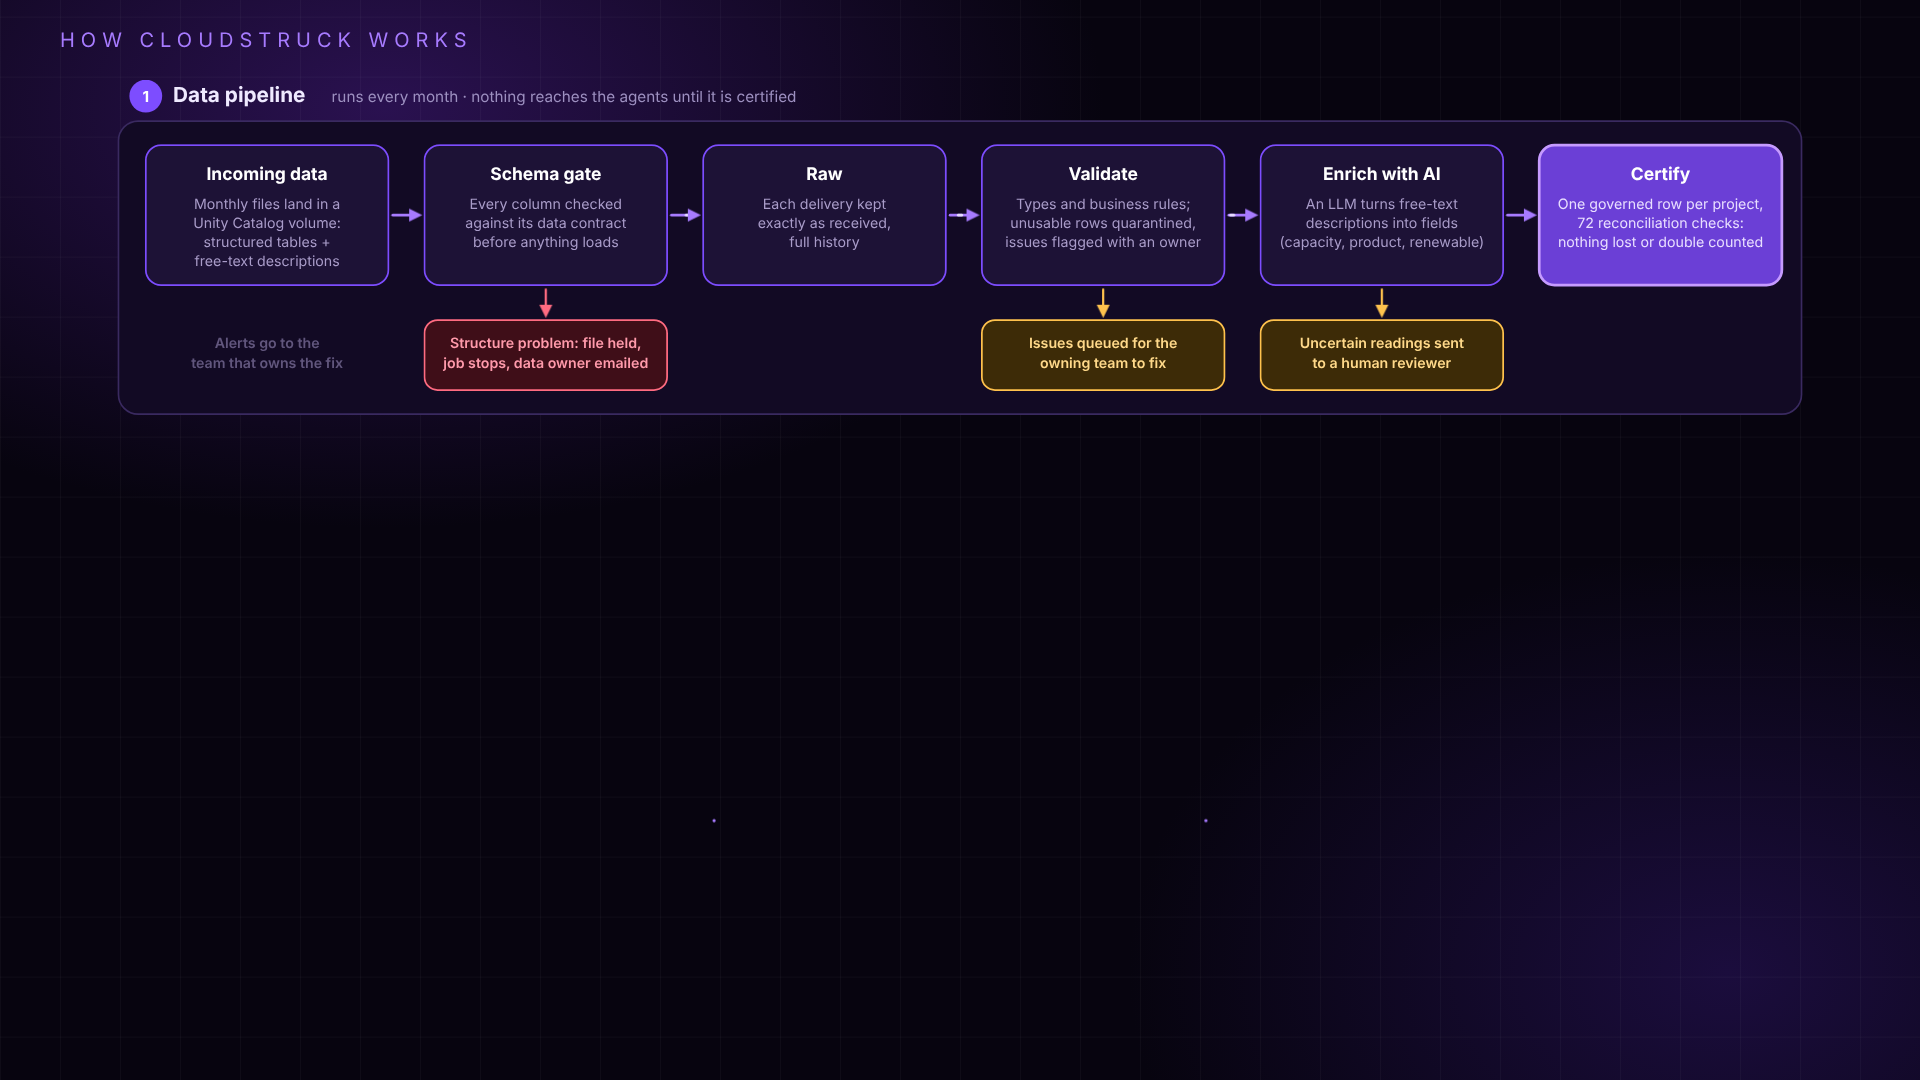 HOW CLOUDSTRUCK WORKS
1 Data pipeline runs every month · nothing reaches the agents until it is certified
Incoming data
Monthly files land in a
Unity Catalog volume:
structured tables +
free-text descriptions
Schema gate
Every column checked
against its data contract
before anything loads
Raw
Each delivery kept
exactly as received,
full history
Validate
Types and business rules;
unusable rows quarantined,
issues flagged with an owner
Enrich with AI
An LLM turns free-text
descriptions into fields
(capacity, product, renewable)
Certify
One governed row per project,
72 reconciliation checks:
nothing lost or double counted
Alerts go to the
team that owns the fix
Structure problem: file held,
job stops, data owner emailed
Issues queued for the
owning team to fix
Uncertain readings sent
to a human reviewer